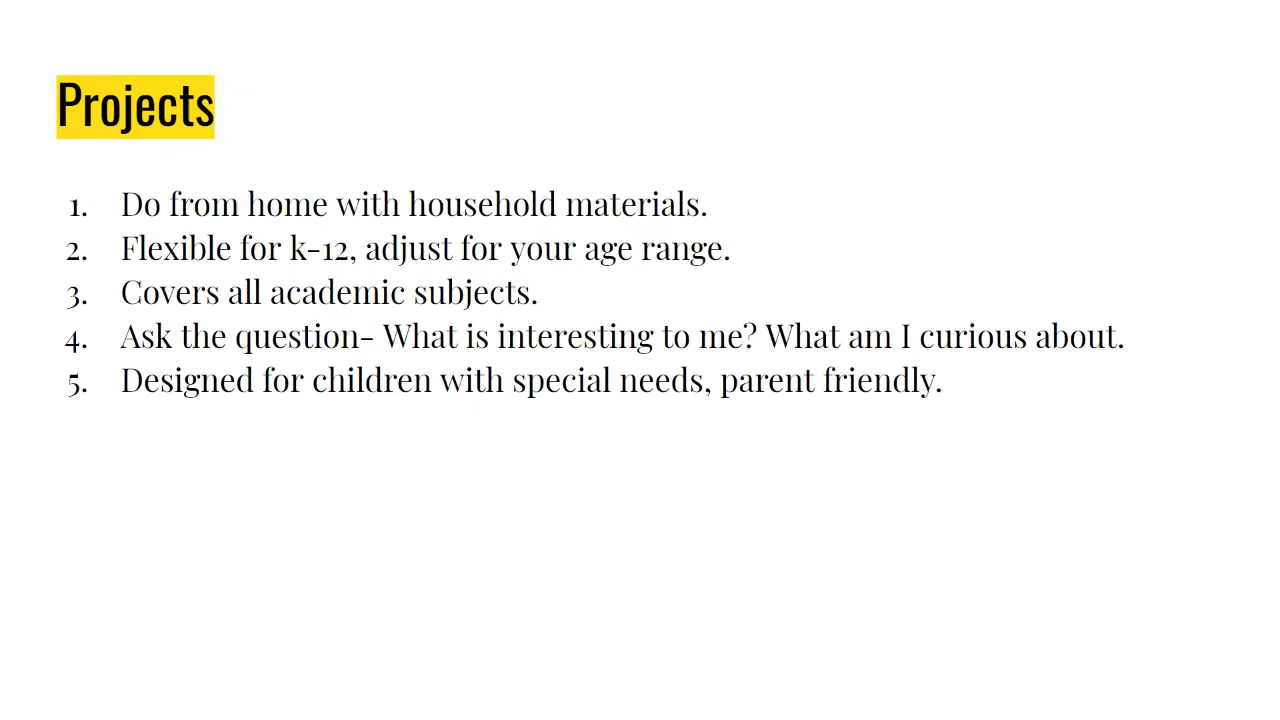 Projects
1. Do from home with household materials.
2. Flexible for k-12, adjust for your age range.
3. Covers all academic subjects.
4. Ask the question- What is interesting to me? What am I curious about.
5. Designed for children with special needs, parent friendly.